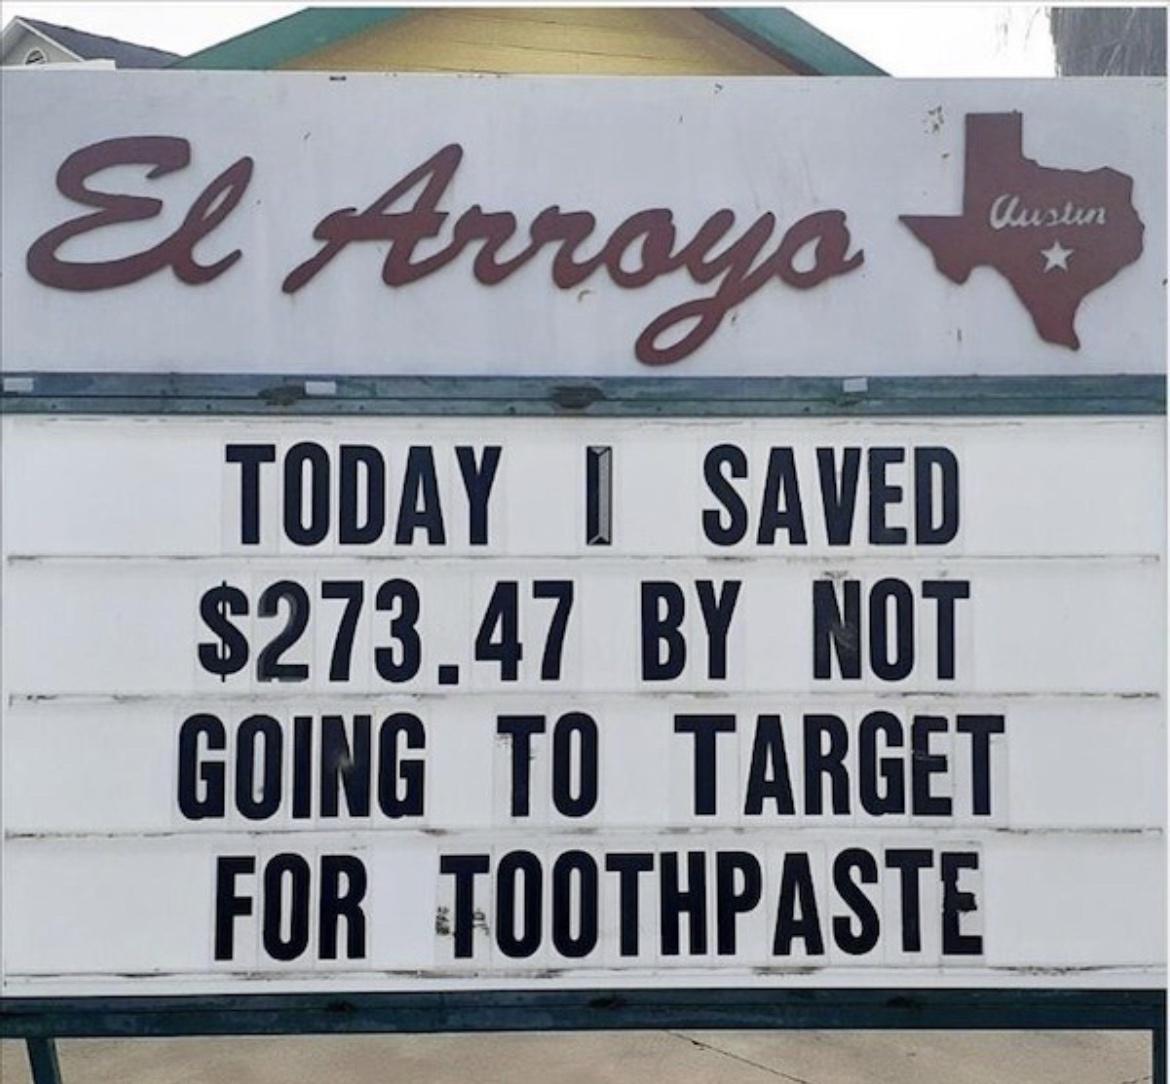 El Arroyo
Austin
TODAY I SAVED
$273.47 BY NOT
GOING TO TARGET
FOR TOOTHPASTE